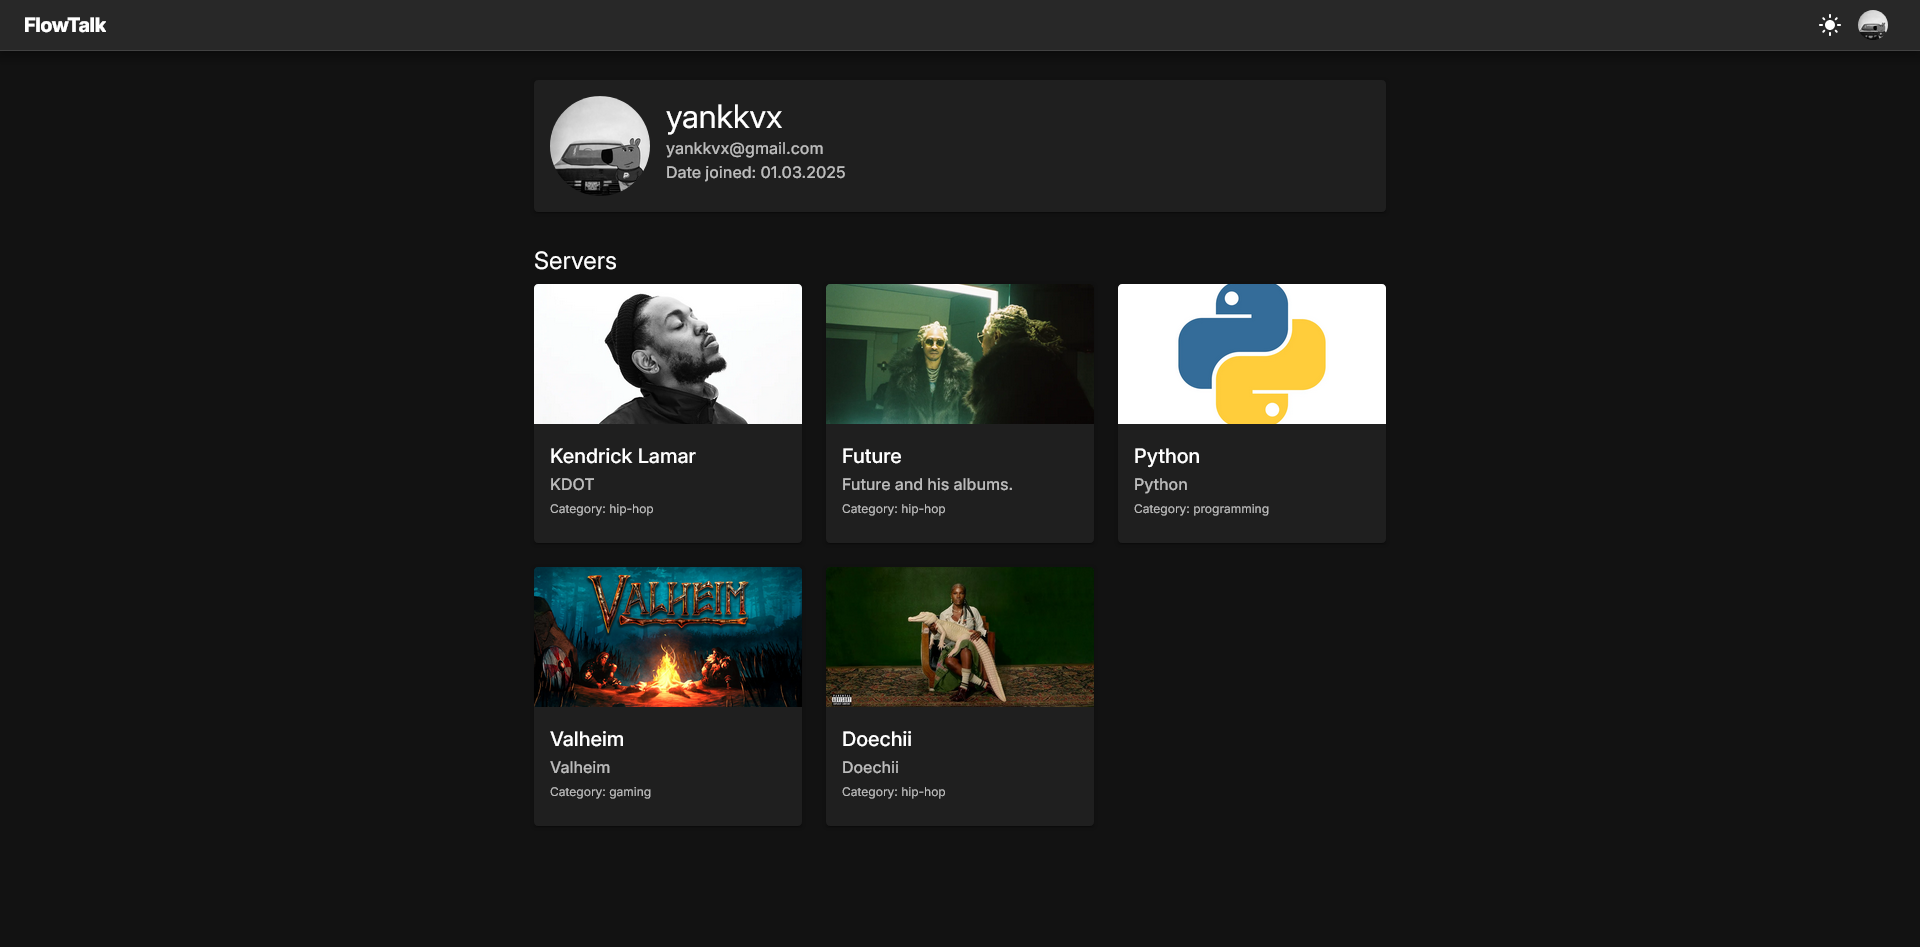 FlowTalk
yankkvx
yankkvx@gmail.com
Date joined: 01.03.2025
Servers
Kendrick Lamar
KDOT
Category: hip-hop
Future
Future and his albums.
Category: hip-hop
Python
Python
Category: programming
VALHEIM
Valheim
Valheim
Category: gaming
Doechii
Doechii
Category: hip-hop